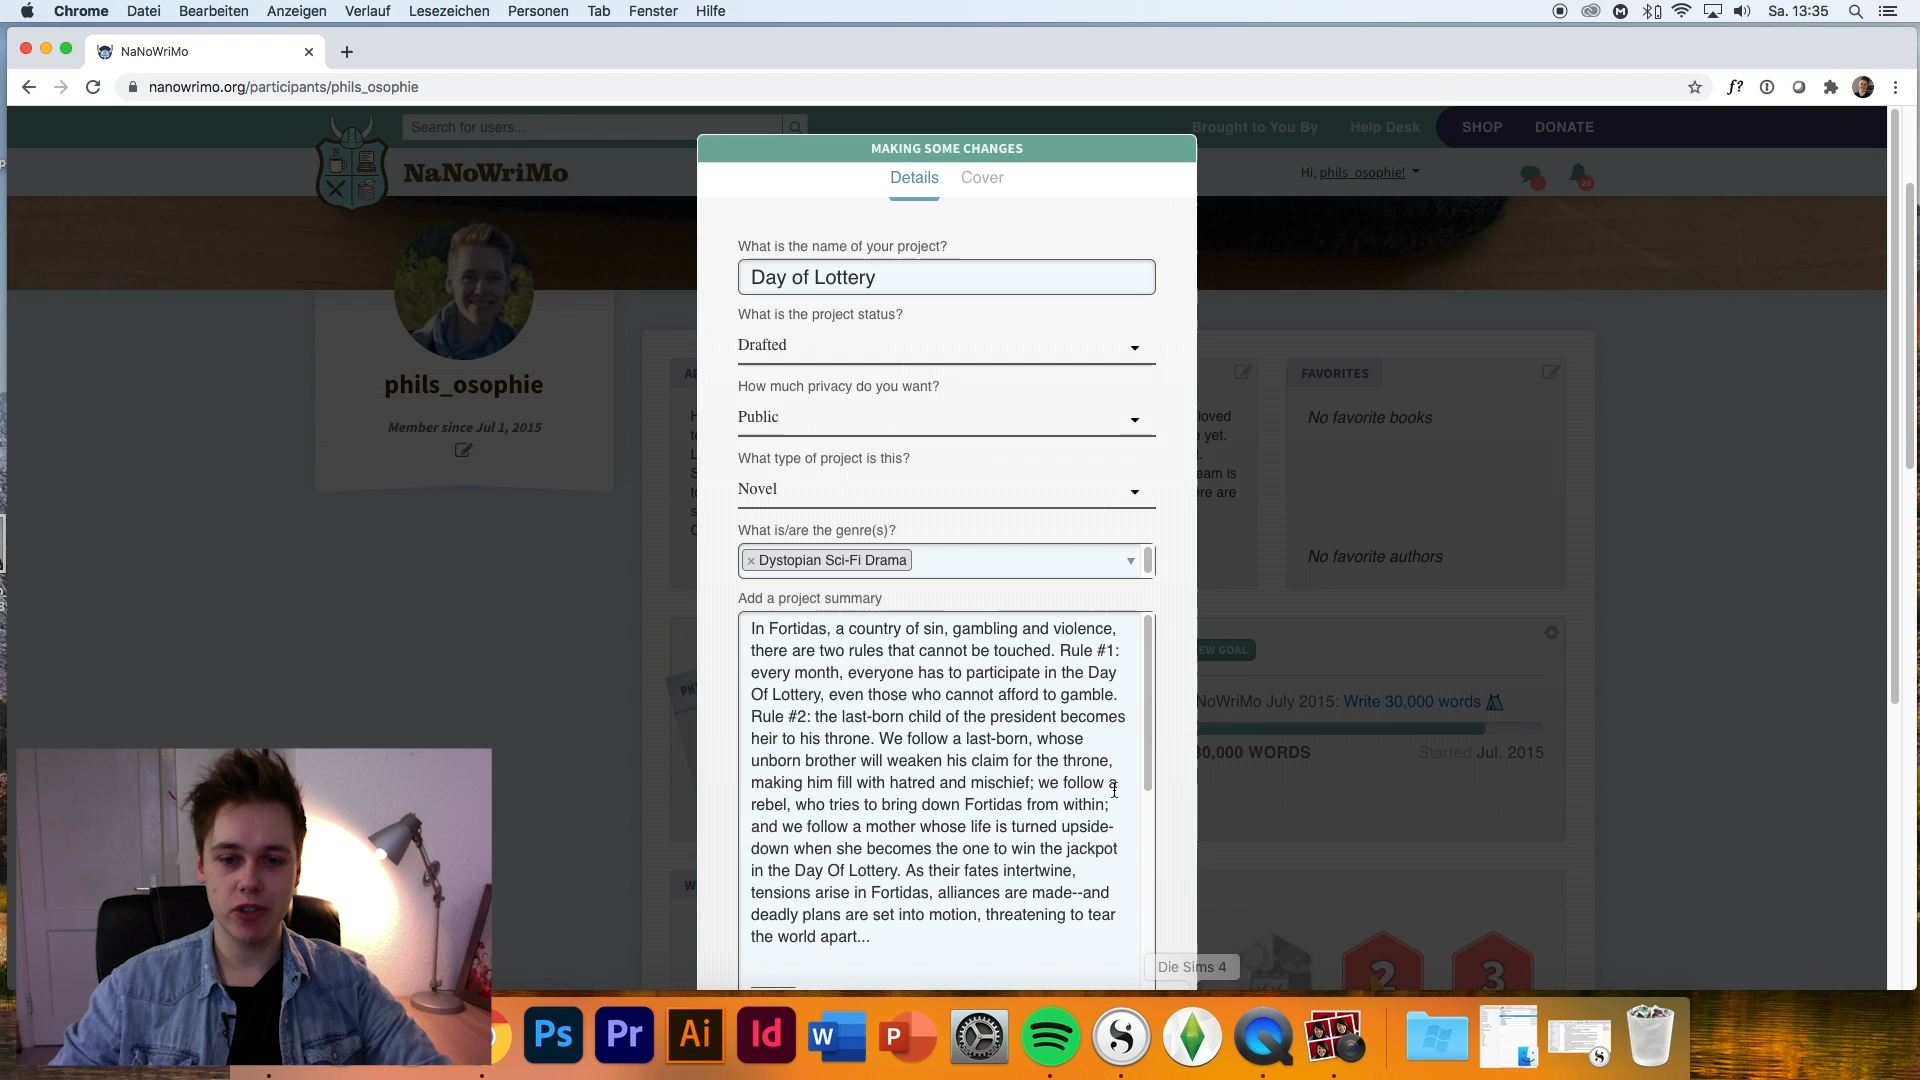 Chrome Datei Bearbeiten Anzeigen Verlauf Lesezeichen Personen Tab Fenster Hilfe
Sa. 13:35
NaNoWriMo
nanowrimo.org/participants/phils_osophie
f?
Search for users...
Brought to You By Help Desk SHOP DONATE
MAKING SOME CHANGES
NaNoWriMo
Hi, phils_osophie!
20
Details Cover
What is the name of your project?
Day of Lottery
What is the project status?
Drafted
How much privacy do you want?
Public
What type of project is this?
Novel
What is/are the genre(s)?
× Dystopian Sci-Fi Drama
Add a project summary
In Fortidas, a country of sin, gambling and violence,
there are two rules that cannot be touched. Rule #1:
every month, everyone has to participate in the Day
Of Lottery, even those who cannot afford to gamble.
Rule #2: the last-born child of the president becomes
heir to his throne. We follow a last-born, whose
unborn brother will weaken his claim for the throne,
making him fill with hatred and mischief; we follow a
rebel, who tries to bring down Fortidas from within;
and we follow a mother whose life is turned upside-
down when she becomes the one to win the jackpot
in the Day Of Lottery. As their fates intertwine,
tensions arise in Fortidas, alliances are made--and
deadly plans are set into motion, threatening to tear
the world apart...
phils_osophie
Member since Jul 1, 2015
loved
yet.
eam is
re are
FAVORITES
No favorite books
No favorite authors
EW GOAL
NoWriMo July 2015: Write 30,000 words
30,000 WORDS
Started Jul. 2015
2
3
Die Sims 4
Ps
Pr
Ai
Id
W
P
S